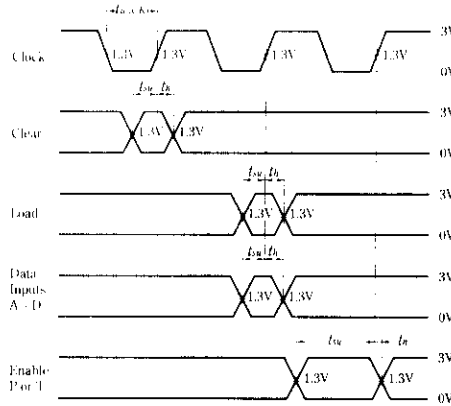 3V
Clock
1.3V
1.3V
1.3V
1.3V
0V
tsu
th
Clear
3V
1.3V
1.3V
0V
tsu
th
Load
3V
1.3V
1.3V
0V
tsu
th
Data
Inputs
A - D
3V
1.3V
1.3V
0V
tsu
th
Enable
P or T
3V
1.3V
1.3V
0V